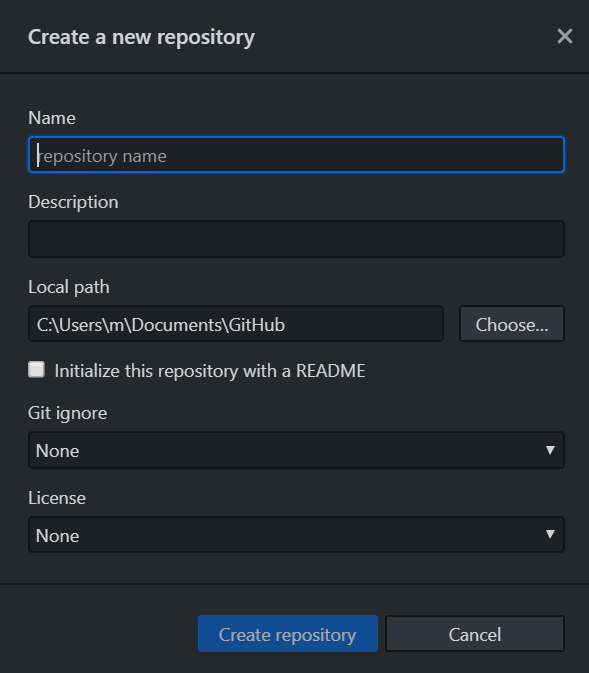 Create a new repository
Name
repository name
Description
Local path
C:\Users\m\Documents\GitHub
Choose...
Initialize this repository with a README
Git ignore
None
License
None
Create repository
Cancel